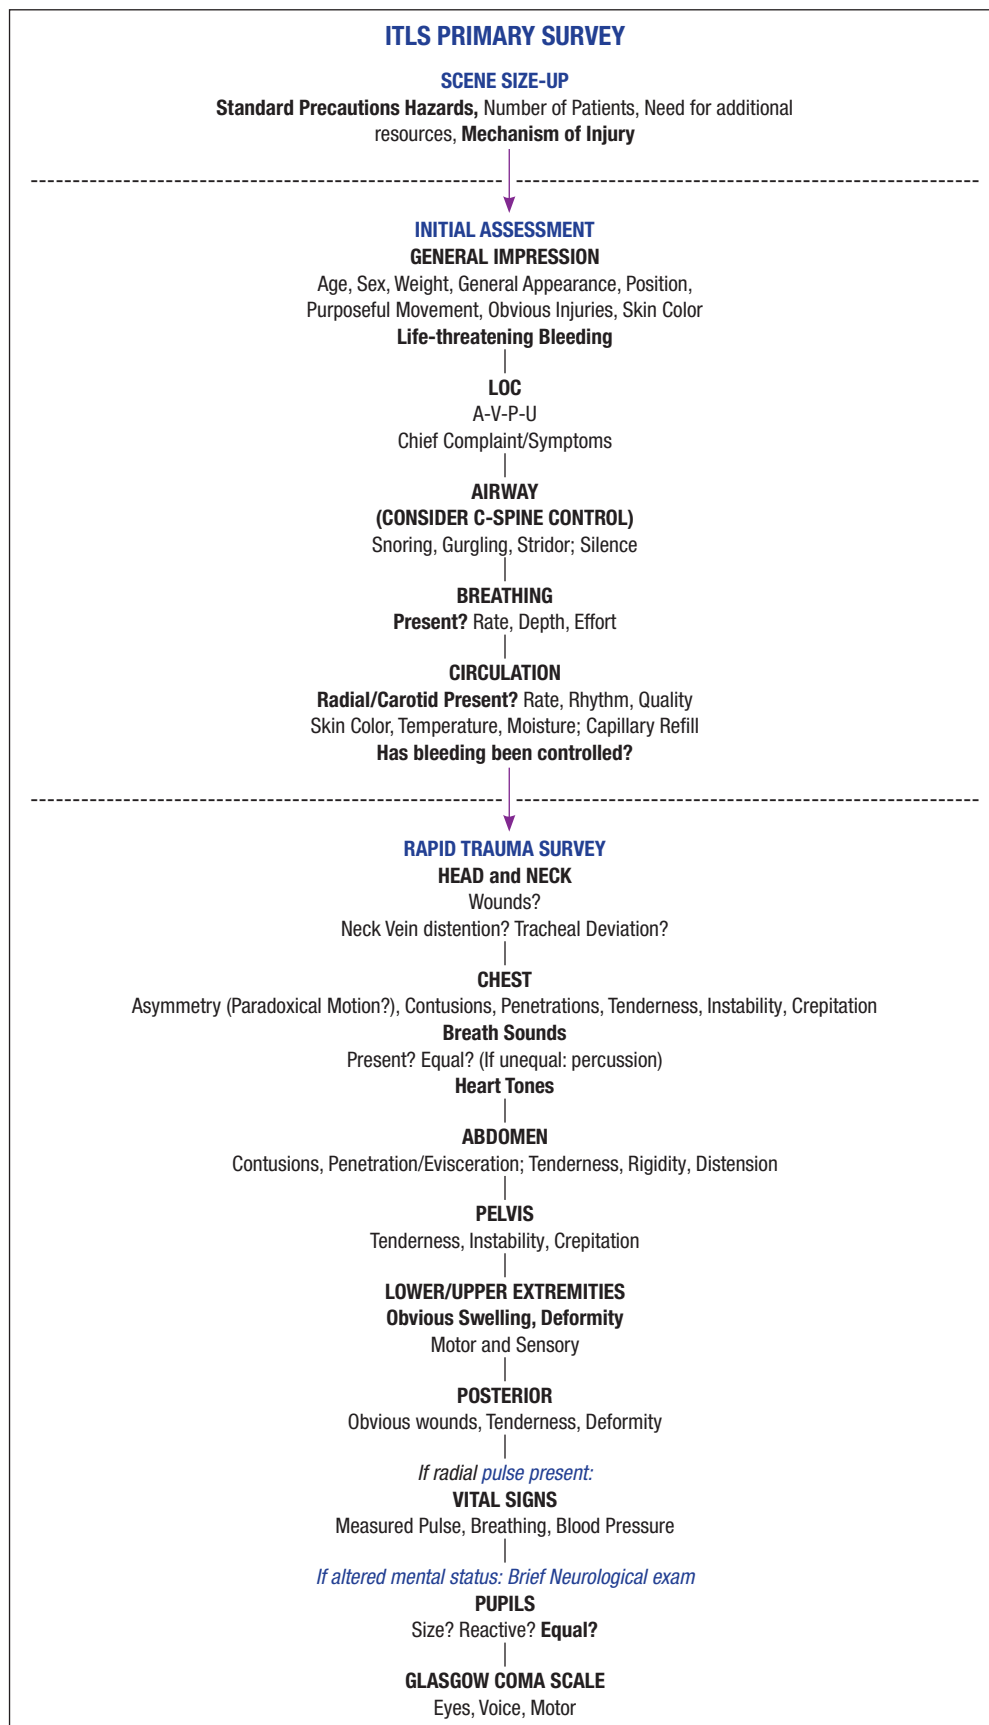 ITLS PRIMARY SURVEY
SCENE SIZE-UP
Standard Precautions Hazards, Number of Patients, Need for additional
resources, Mechanism of Injury
INITIAL ASSESSMENT
GENERAL IMPRESSION
Age, Sex, Weight, General Appearance, Position,
Purposeful Movement, Obvious Injuries, Skin Color
Life-threatening Bleeding
LOC
A-V-P-U
Chief Complaint/Symptoms
AIRWAY
(CONSIDER C-SPINE CONTROL)
Snoring, Gurgling, Stridor; Silence
BREATHING
Present? Rate, Depth, Effort
CIRCULATION
Radial/Carotid Present? Rate, Rhythm, Quality
Skin Color, Temperature, Moisture; Capillary Refill
Has bleeding been controlled?
RAPID TRAUMA SURVEY
HEAD and NECK
Wounds?
Neck Vein distention? Tracheal Deviation?
CHEST
Asymmetry (Paradoxical Motion?), Contusions, Penetrations, Tenderness, Instability, Crepitation
Breath Sounds
Present? Equal? (If unequal: percussion)
Heart Tones
ABDOMEN
Contusions, Penetration/Evisceration; Tenderness, Rigidity, Distension
PELVIS
Tenderness, Instability, Crepitation
LOWER/UPPER EXTREMITIES
Obvious Swelling, Deformity
Motor and Sensory
POSTERIOR
Obvious wounds, Tenderness, Deformity
If radial pulse present:
VITAL SIGNS
Measured Pulse, Breathing, Blood Pressure
If altered mental status: Brief Neurological exam
PUPILS
Size? Reactive? Equal?
GLASGOW COMA SCALE
Eyes, Voice, Motor